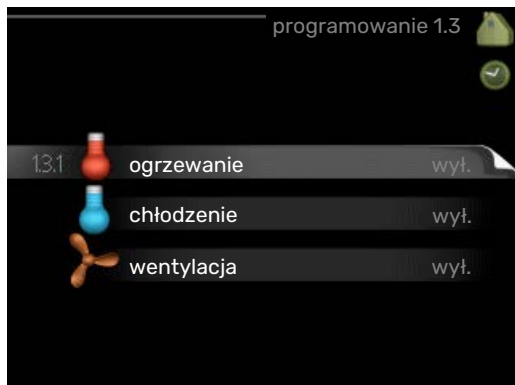 programowanie 1.3
1.3.1 ogrzewanie wył.
chłodzenie wył.
wentylacja wył.